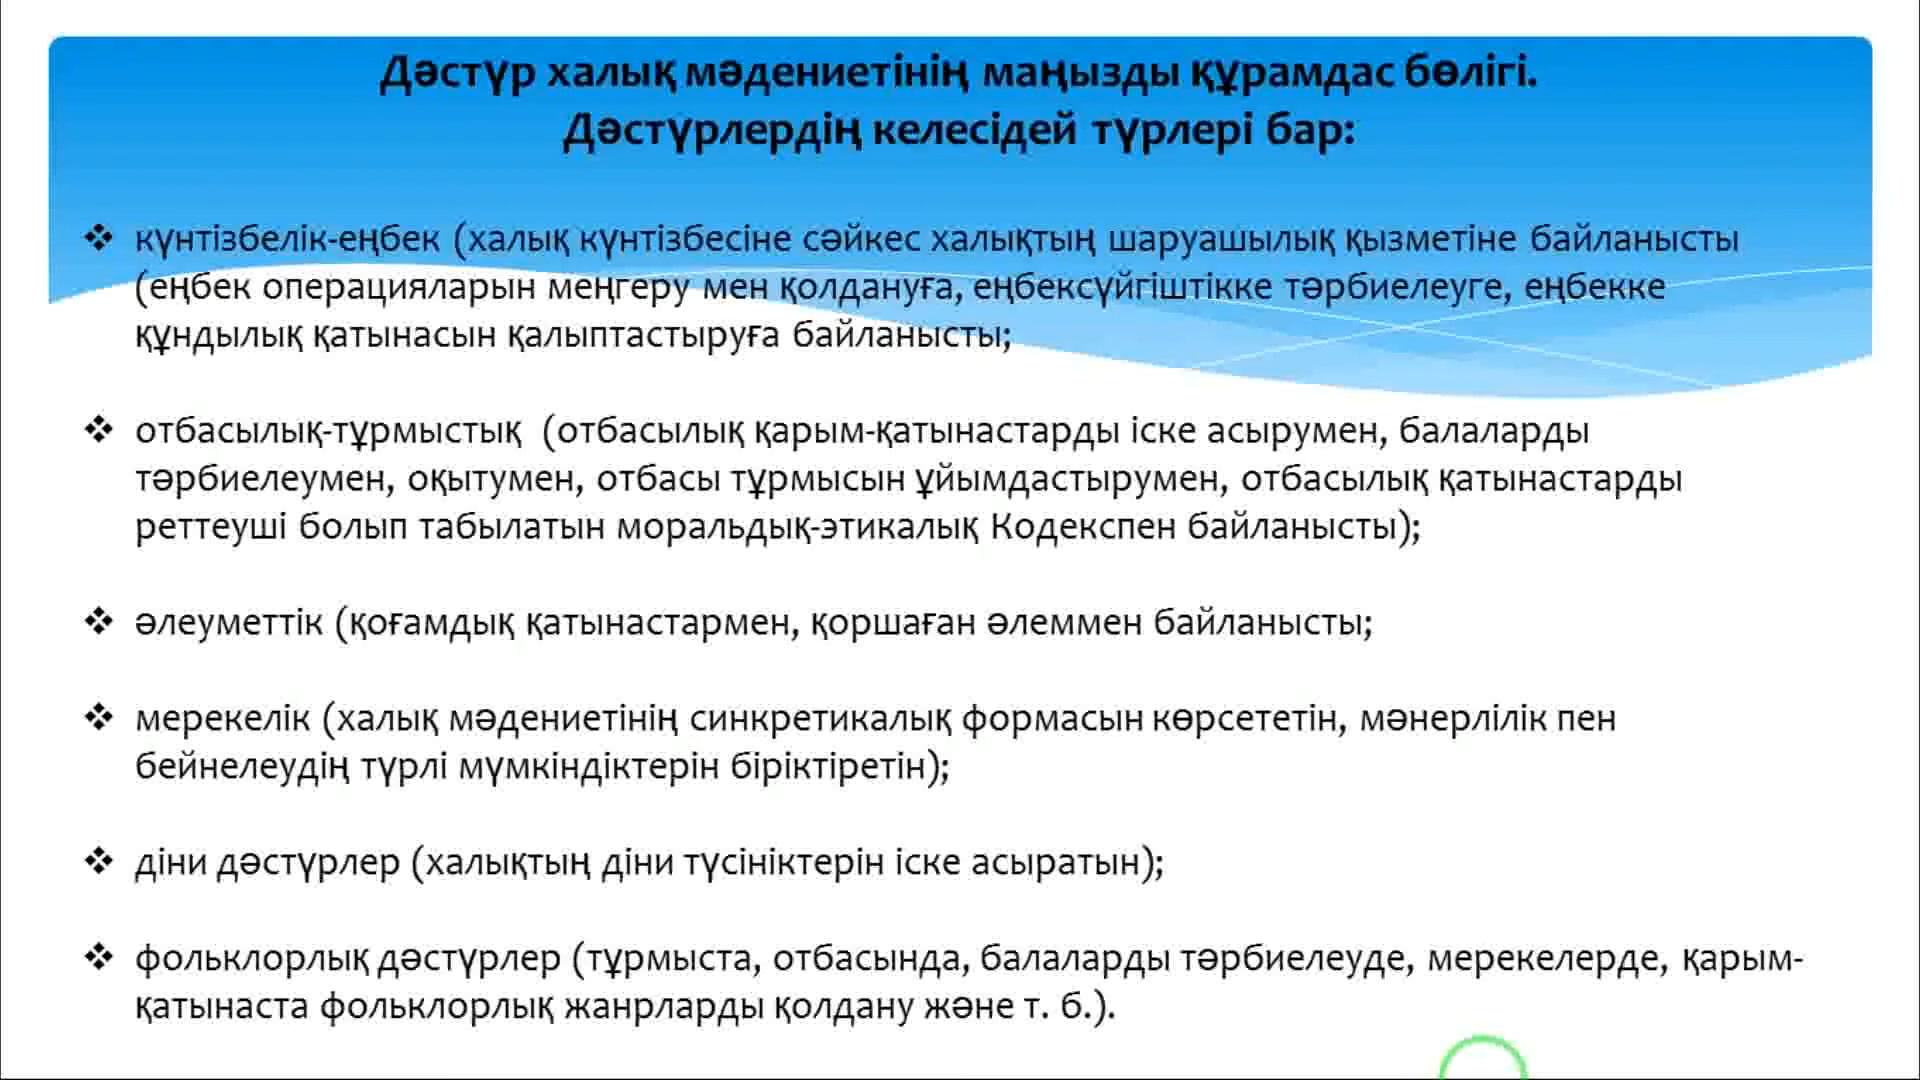 Дәстүр халық мәдениетінің маңызды құрамдас бөлігі.
Дәстүрлердің келесідей түрлері бар:
❖ күнтізбелік-еңбек (халық күнтізбесіне сәйкес халықтың шаруашылық қызметіне байланысты
(еңбек операцияларын меңгеру мен қолдануға, еңбексүйгіштікке тәрбиелеуге, еңбекке
құндылық қатынасын қалыптастыруға байланысты;
❖ отбасылық-тұрмыстық (отбасылық қарым-қатынастарды іске асырумен, балаларды
тәрбиелеумен, оқытумен, отбасы тұрмысын ұйымдастырумен, отбасылық қатынастарды
реттеуші болып табылатын моральдық-этикалық Кодекспен байланысты);
❖ әлеуметтік (қоғамдық қатынастармен, қоршаған әлеммен байланысты;
❖ мерекелік (халық мәдениетінің синкретикалық формасын көрсететін, мәнерлілік пен
бейнелеудің түрлі мүмкіндіктерін біріктіретін);
❖ діни дәстүрлер (халықтың діни түсініктерін іске асыратын);
❖ фольклорлық дәстүрлер (тұрмыста, отбасында, балаларды тәрбиелеуде, мерекелерде, қарым-
қатынаста фольклорлық жанрларды қолдану және т. б.).